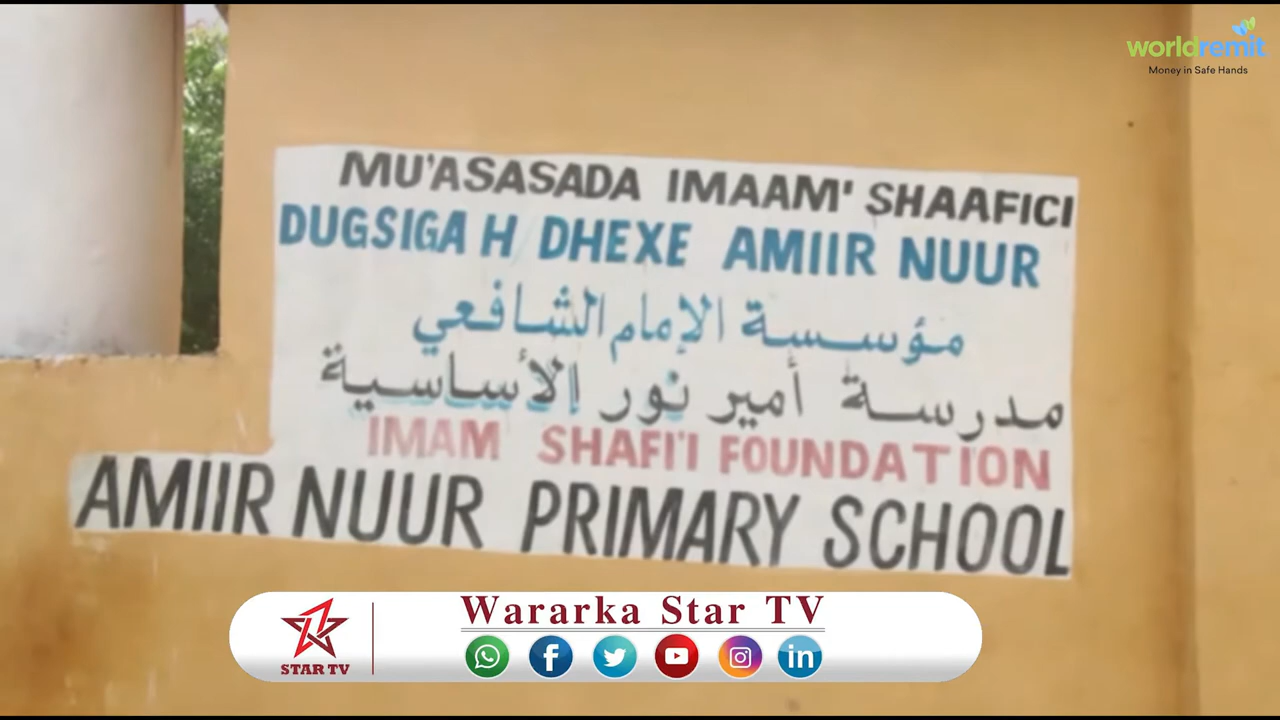 worldremit
Money in Safe Hands
MU'ASASADA IMAAM' SHAAFICI
DUGSIGA H DHEXE AMIIR NUUR
مؤسسة الإمام الشافعي
مدرسة أمير نور الأساسية
IMAM SHAFI'I FOUNDATION
AMIIR NUUR PRIMARY SCHOOL
Wararka Star TV
STAR TV